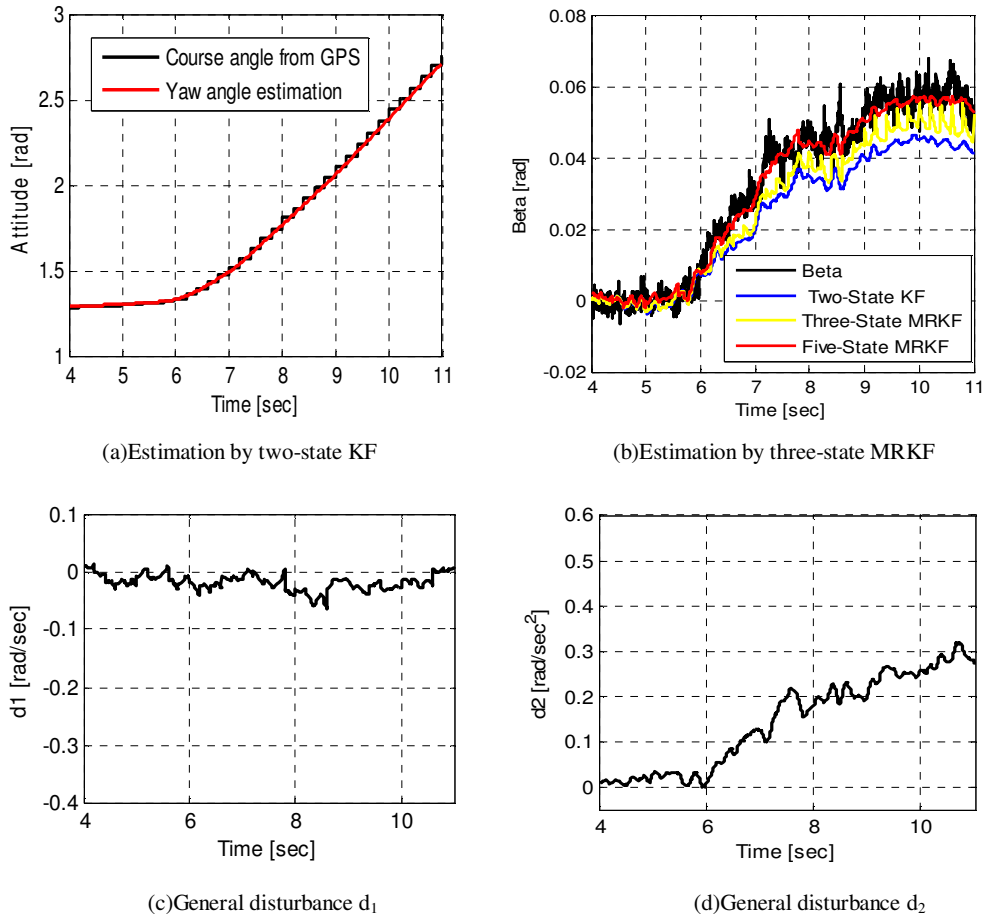 3
2.5
2
1.5
1
Attitude [rad]
Course angle from GPS
Yaw angle estimation
4 5 6 7 8 9 10 11
Time [sec]
(a)Estimation by two-state KF
0.08
0.06
0.04
0.02
0
-0.02
Beta [rad]
Beta
Two-State KF
Three-State MRKF
Five-State MRKF
4 5 6 7 8 9 10 11
Time [sec]
(b)Estimation by three-state MRKF
0.1
0
-0.1
-0.2
-0.3
-0.4
d1 [rad/sec]
4 6 8 10
Time [sec]
(c)General disturbance d₁
0.6
0.5
0.4
0.3
0.2
0.1
0
d2 [rad/sec²]
4 6 8 10
Time [sec]
(d)General disturbance d₂